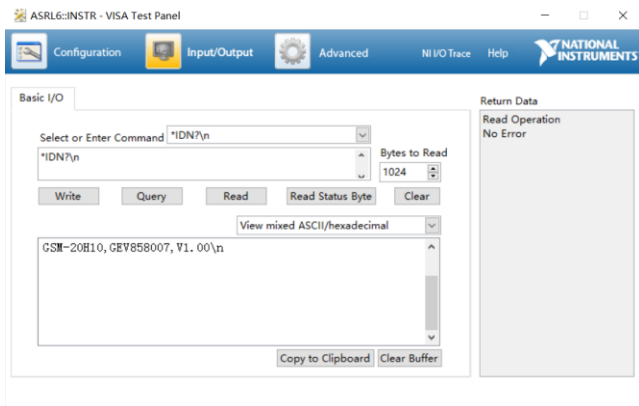 ASRL6::INSTR - VISA Test Panel
Configuration
Input/Output
Advanced
NI I/O Trace
Help
NATIONAL
INSTRUMENTS
Basic I/O
Return Data
Read Operation
No Error
Select or Enter Command
*IDN?\n
*IDN?\n
Bytes to Read
1024
Write
Query
Read
Read Status Byte
Clear
View mixed ASCII/hexadecimal
GSM-20H10,GEV858007,V1.00\n
Copy to Clipboard
Clear Buffer